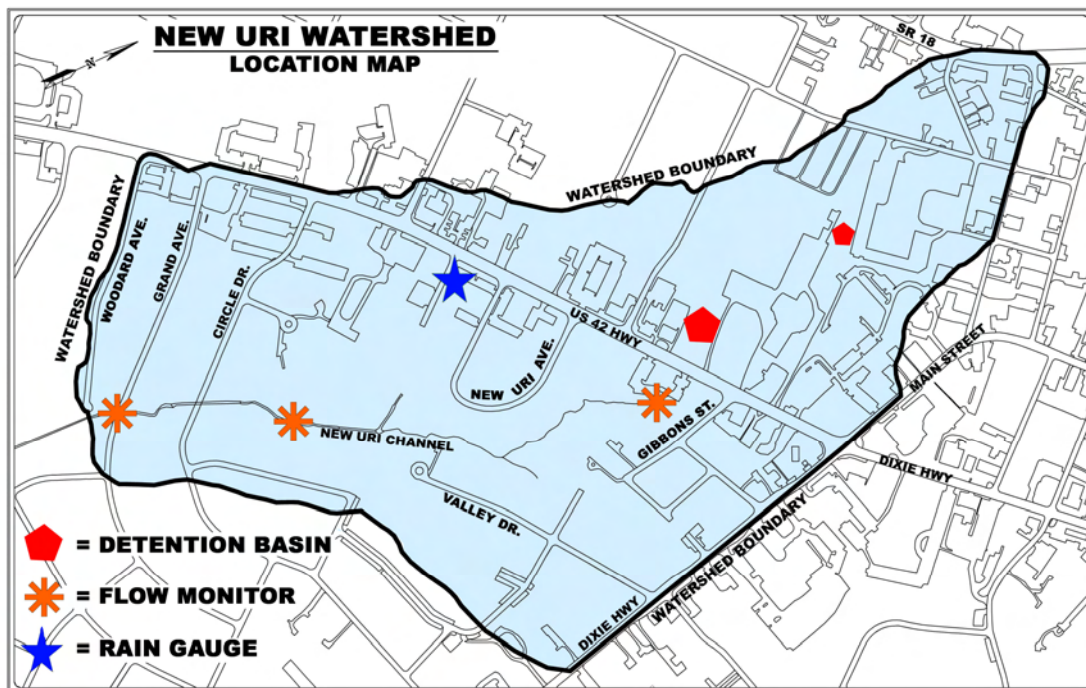 NEW URI WATERSHED
LOCATION MAP
N
SR 18
WATERSHED BOUNDARY
WATERSHED BOUNDARY
WOODARD AVE.
GRAND AVE.
CIRCLE DR.
US 42 HWY
NEW URI AVE.
MAIN STREET
GIBBONS ST.
NEW URI CHANNEL
DIXIE HWY
VALLEY DR.
WATERSHED BOUNDARY
DIXIE HWY
= DETENTION BASIN
= FLOW MONITOR
= RAIN GAUGE